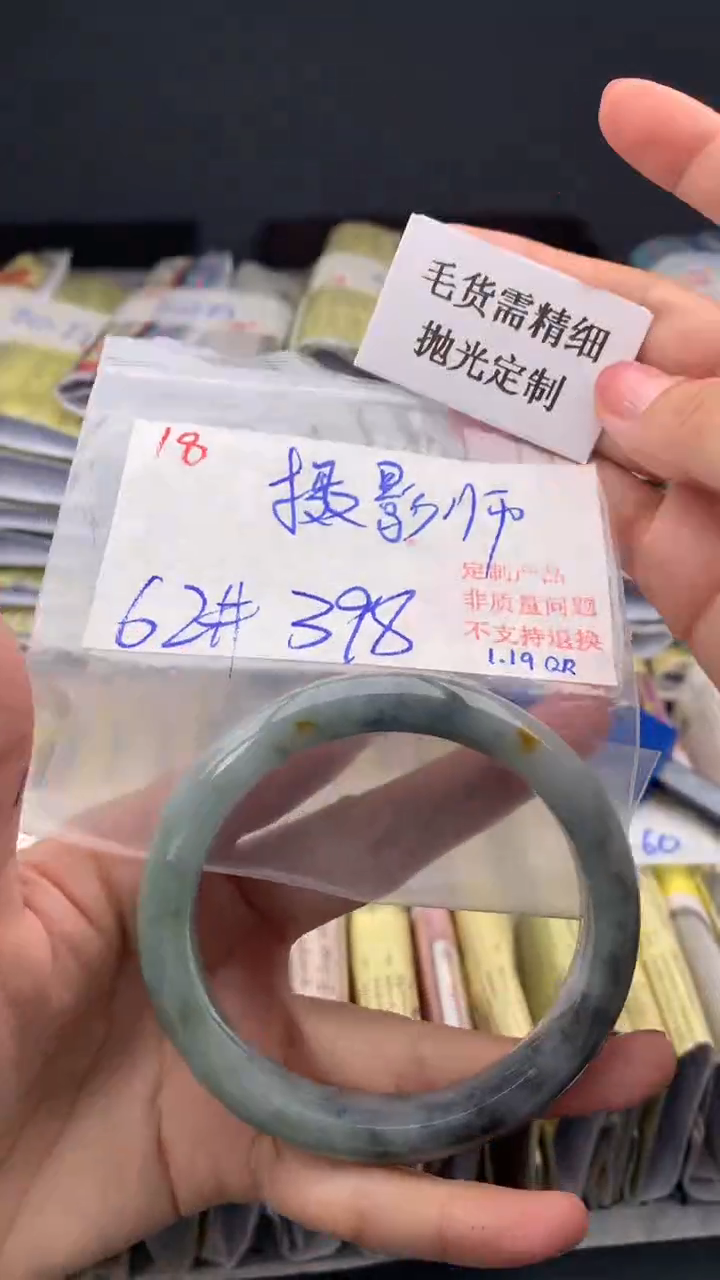 毛货需精细
抛光定制
18
摄影师
62# 398
定制产品
非质量问题
不支持退换
1.19 QR
60